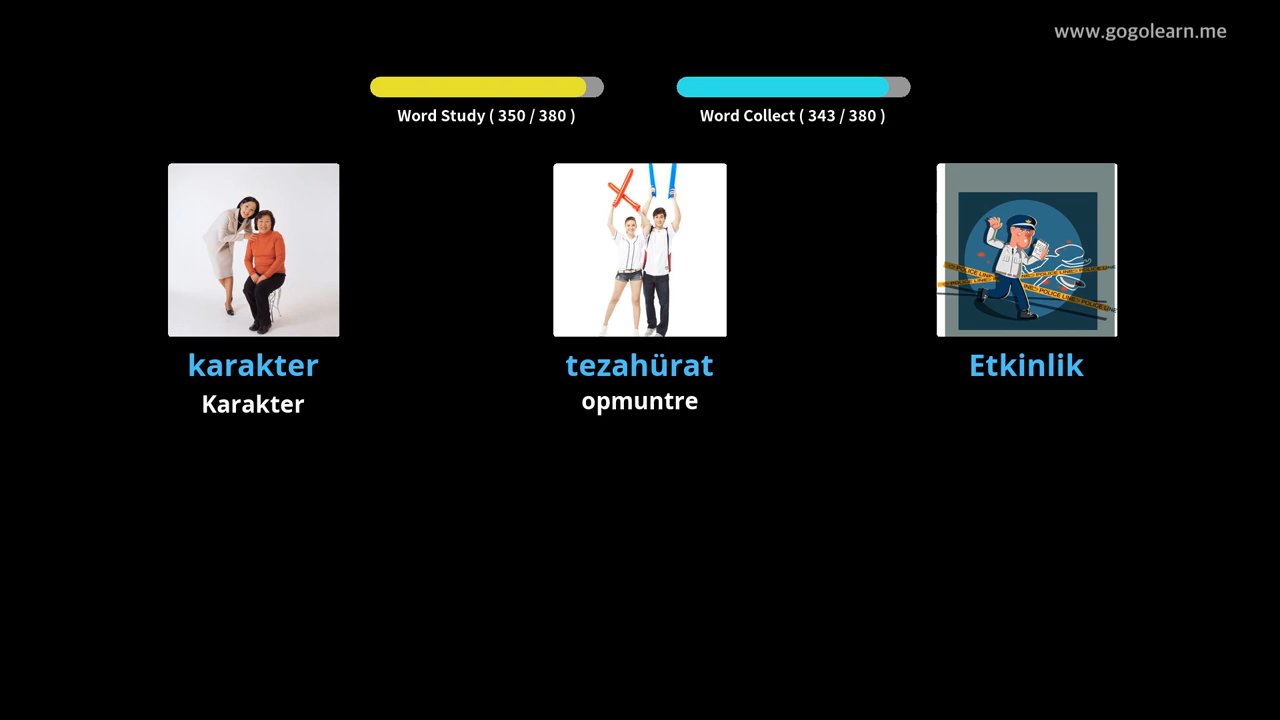 www.gogolearn.me
Word Study ( 350 / 380 )
Word Collect ( 343 / 380 )
karakter
Karakter
tezahürat
opmuntre
Etkinlik